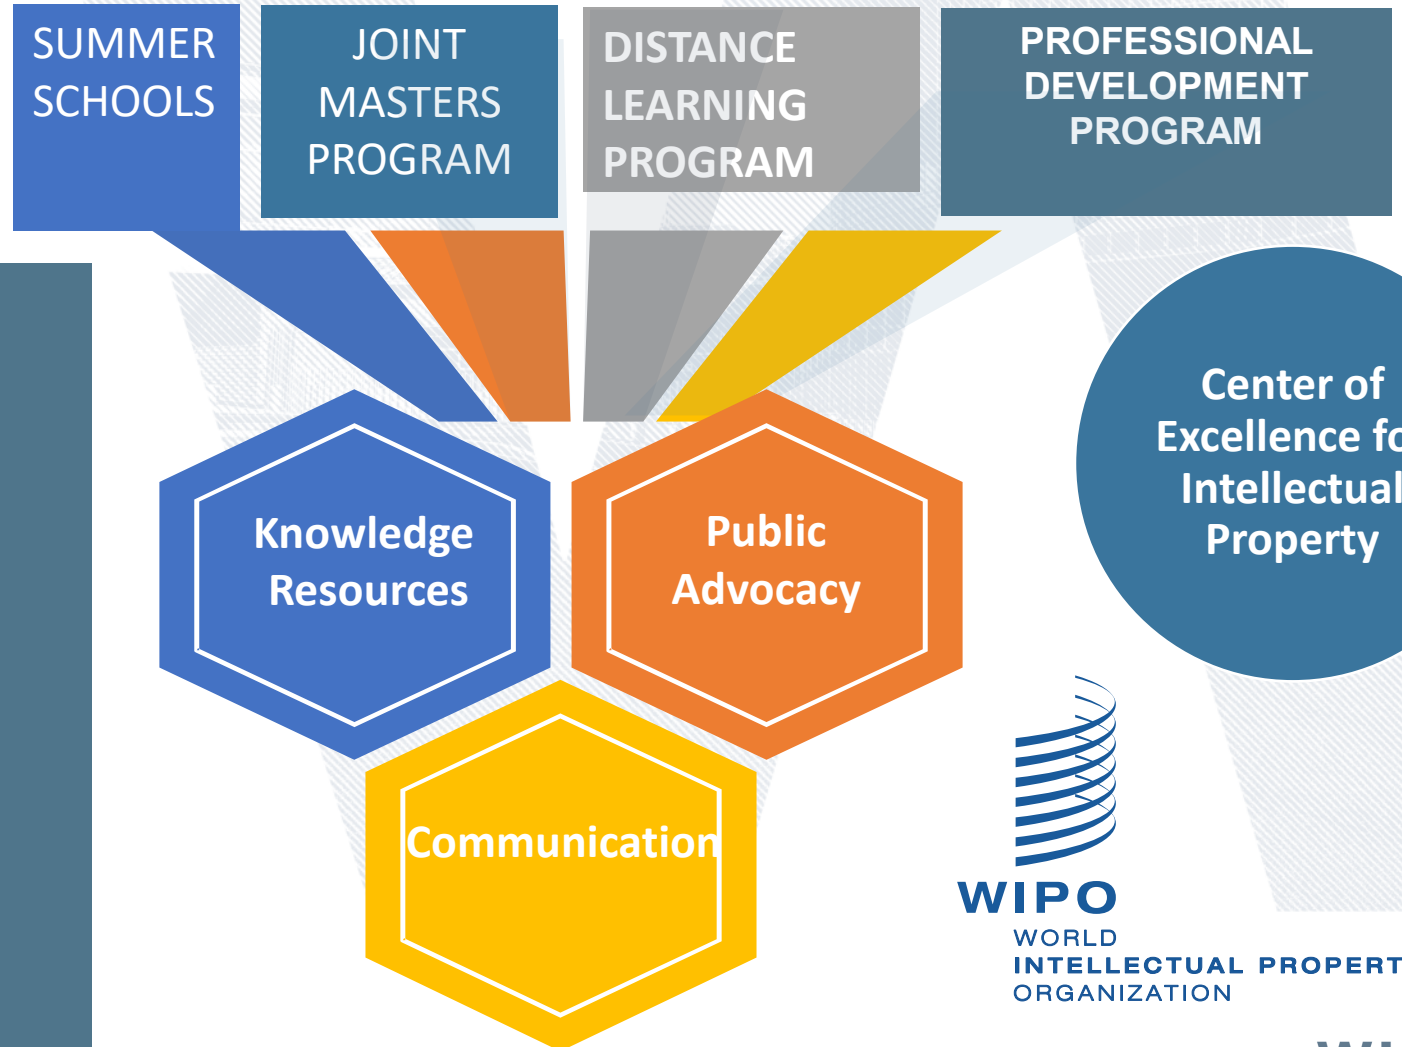 SUMMER
SCHOOLS
JOINT
MASTERS
PROGRAM
DISTANCE
LEARNING
PROGRAM
PROFESSIONAL
DEVELOPMENT
PROGRAM
Center of
Excellence fo
Intellectual
Property
Knowledge
Resources
Public
Advocacy
Communication
WIPO
WORLD
INTELLECTUAL PROPERT
ORGANIZATION